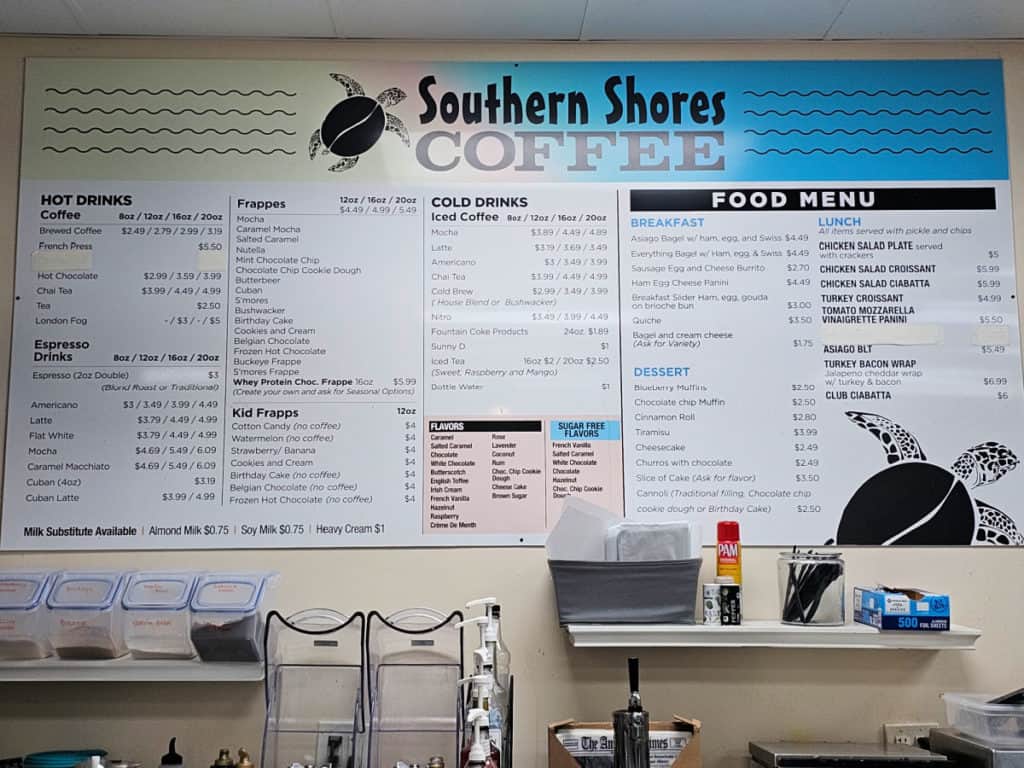 Southern Shores
COFFEE
HOT DRINKS
Coffee 8oz / 12oz / 16oz / 20oz
Brewed Coffee $2.49 / 2.79 / 2.99 / 3.19
French Press $5.50
Hot Chocolate $2.99 / 3.59 / 3.99
Chai Tea $3.99 / 4.49 / 4.99
Tea $2.50
London Fog - / $3 / - / $5
Espresso
Drinks 8oz / 12oz / 16oz / 20oz
Espresso (2oz Double) $3
(Blond Roast or Traditional)
Americano $3 / 3.49 / 3.99 / 4.49
Latte $3.79 / 4.49 / 4.99
Flat White $3.79 / 4.49 / 4.99
Mocha $4.69 / 5.49 / 6.09
Caramel Macchiato $4.69 / 5.49 / 6.09
Cuban (4oz) $3.19
Cuban Latte $3.99 / 4.99
Milk Substitute Available | Almond Milk $0.75 | Soy Milk $0.75 | Heavy Cream $1
Frappes 12oz / 16oz / 20oz
$4.49 / 4.99 / 5.49
Mocha
Caramel Mocha
Salted Caramel
Nutella
Mint Chocolate Chip
Chocolate Chip Cookie Dough
Butterbeer
Cuban
S'mores
Bushwacker
Birthday Cake
Cookies and Cream
Belgian Chocolate
Frozen Hot Chocolate
Buckeye Frappe
S'mores Frappe
Whey Protein Choc. Frappe 16oz $5.99
(Create your own and ask for Seasonal Options)
Kid Frapps 12oz
Cotton Candy (no coffee) $4
Watermelon (no coffee) $4
Strawberry/ Banana $4
Cookies and Cream $4
Birthday Cake (no coffee) $4
Belgian Chocolate (no coffee) $4
Frozen Hot Chocolate (no coffee) $4
COLD DRINKS
Iced Coffee 8oz / 12oz / 16oz / 20oz
Mocha $3.89 / 4.49 / 4.89
Latte $3.19 / 3.69 / 3.49
Americano $3 / 3.49 / 3.99
Chai Tea $3.99 / 4.49 / 4.99
Cold Brew $2.99 / 3.49 / 3.99
( House Blend or Bushwacker)
Nitro $3.49 / 3.99 / 4.49
Fountain Coke Products 24oz. $1.89
Sunny D $1
Iced Tea 16oz $2 / 20oz $2.50
(Sweet, Raspberry and Mango)
Bottle Water $1
FLAVORS
Caramel
Salted Caramel
Chocolate
White Chocolate
Butterscotch
English Toffee
Irish Cream
French Vanilla
Hazelnut
Raspberry
Crème De Menth
Rose
Lavender
Coconut
Rum
Choc. Chip Cookie
Dough
Cheese Cake
Brown Sugar
SUGAR FREE
FLAVORS
French Vanilla
Salted Caramel
White Chocolate
Chocolate
Hazelnut
Choc. Chip Cookie
Dough
FOOD MENU
BREAKFAST
Asiago Bagel w/ ham, egg, and Swiss $4.49
Everything Bagel w/ Ham, egg, & Swiss $4.49
Sausage Egg and Cheese Burrito $2.70
Ham Egg Cheese Panini $4.49
Breakfast Slider Ham, egg, gouda
on brioche bun $3.00
Quiche $3.50
Bagel and cream cheese
(Ask for Variety) $1.75
DESSERT
Blueberry Muffins $2.50
Chocolate chip Muffin $2.50
Cinnamon Roll $2.80
Tiramisu $3.99
Cheesecake $2.49
Churros with chocolate $2.49
Slice of Cake (Ask for flavor) $3.50
Cannoli (Traditional filling, Chocolate chip
cookie dough or Birthday Cake) $2.50
LUNCH
All items served with pickle and chips
CHICKEN SALAD PLATE served
with crackers $5
CHICKEN SALAD CROISSANT $5.99
CHICKEN SALAD CIABATTA $5.99
TURKEY CROISSANT $4.99
TOMATO MOZZARELLA
VINAIGRETTE PANINI $5.50
ASIAGO BLT $5.49
TURKEY BACON WRAP
Jalapeno cheddar wrap
w/ turkey & bacon $6.99
CLUB CIABATTA $6
PAM
500 FOIL SHEETS